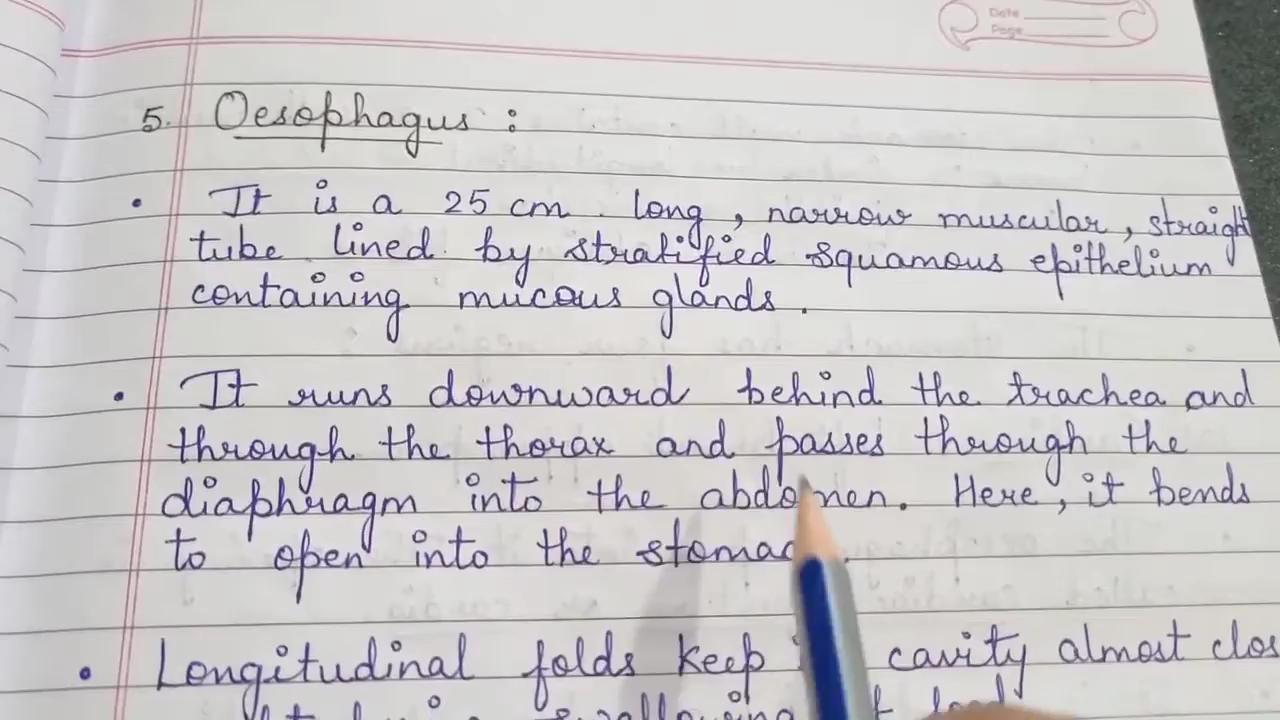 Date
Page
5. Oesophagus :
• It is a 25 cm long, narrow muscular, straight
tube lined by stratified squamous epithelium
containing mucous glands.
• It runs downward behind the trachea and
through the thorax and passes through the
diaphragm into the abdomen. Here, it bends
to open into the
• Longitudinal folds keep cavity almost